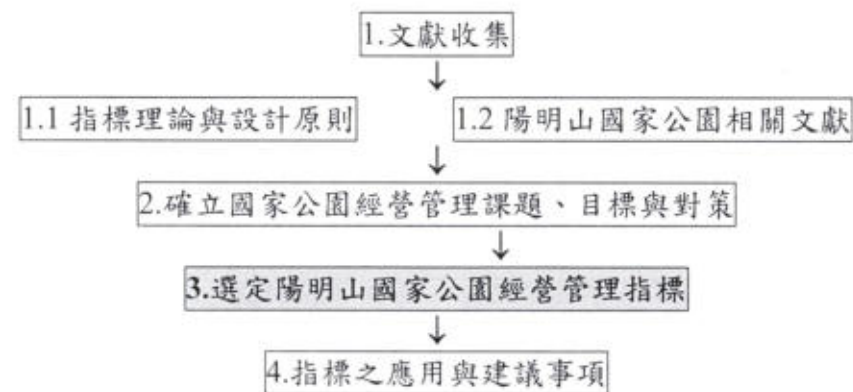 1.文獻收集
1.1 指標理論與設計原則
1.2 陽明山國家公園相關文獻
2.確立國家公園經營管理課題、目標與對策
3.選定陽明山國家公園經營管理指標
4.指標之應用與建議事項